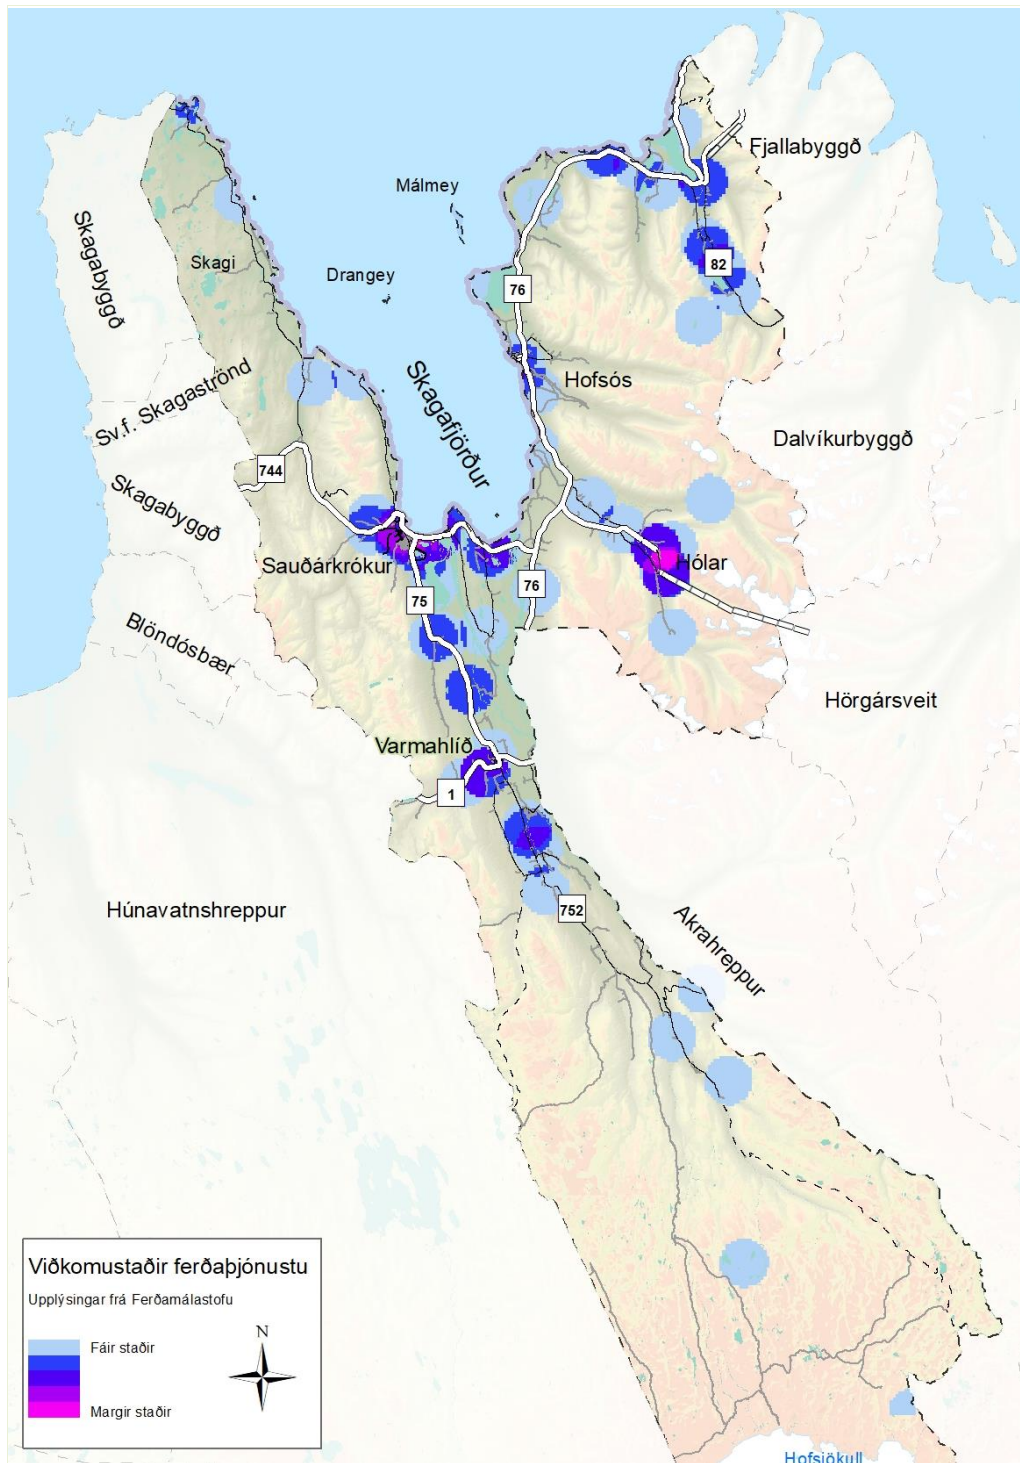 Fjallabyggð
Málmey
Skagabyggð
Skagi
Drangey
82
76
Skagafjörður
Hofsós
Sv.f. Skagaströnd
Dalvíkurbyggð
744
Skagabyggð
Sauðárkrókur
Hólar
76
75
Blöndósbær
Hörgársveit
Varmahlíð
1
Húnavatnshreppur
752
Akrahreppur
Viðkomustaðir ferðaþjónustu
Upplýsingar frá Ferðamálastofu
N
Fáir staðir
Margir staðir
Hofsjökull